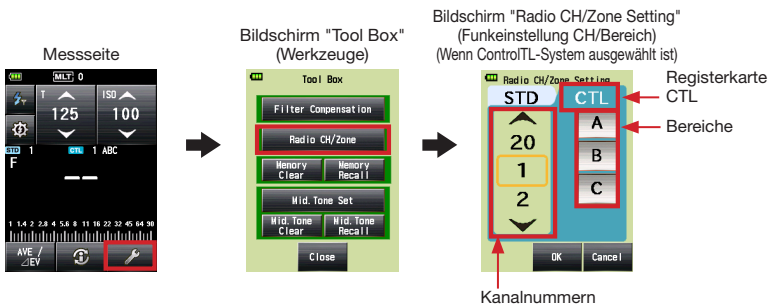 Messseite
MLT 0
T
125
ISO
100
STD 1 CTL 1 ABC
F
1 1.4 2 2.8 4 5.6 8 11 16 22 32 45 64 90
AVE /
⊿EV
Bildschirm "Tool Box"
(Werkzeuge)
Tool Box
Filter Compensation
Radio CH/Zone
Memory Clear
Memory Recall
Mid. Tone Set
Mid. Tone Clear
Mid. Tone Recall
Close
Bildschirm "Radio CH/Zone Setting"
(Funkeinstellung CH/Bereich)
(Wenn ControlTL-System ausgewählt ist)
Radio CH/Zone Setting
STD
CTL
20
1
2
A
B
C
OK
Cancel
Registerkarte
CTL
Bereiche
Kanalnummern